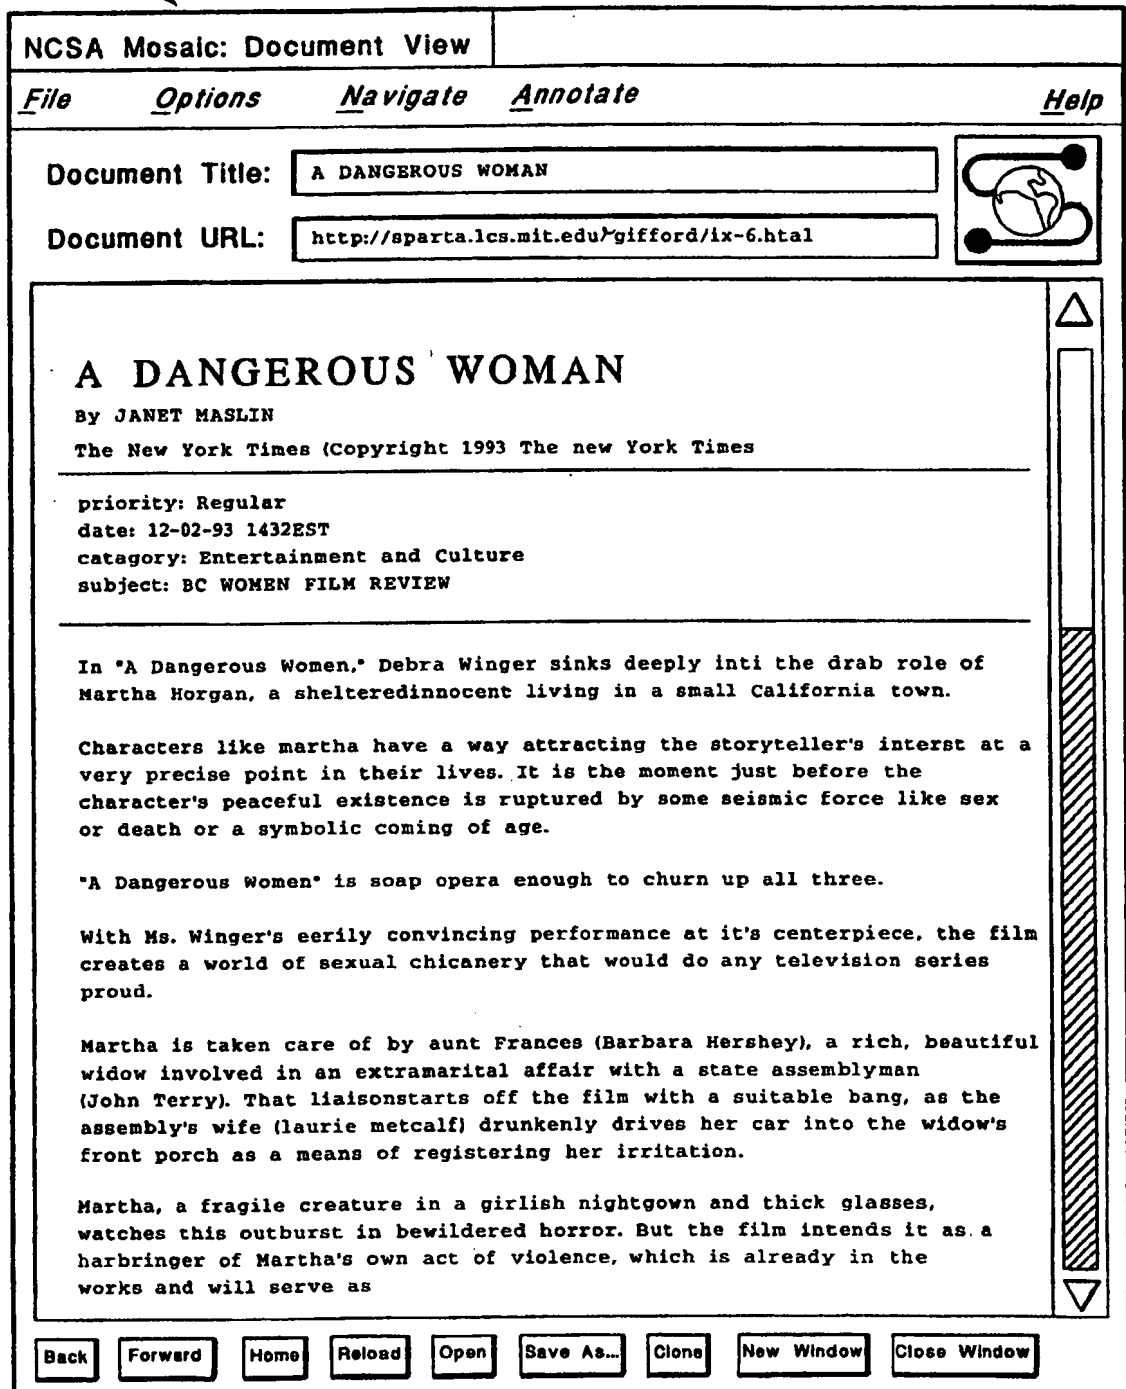 NCSA Mosaic: Document View
File Options Navigate Annotate Help
Document Title: A DANGEROUS WOMAN
Document URL: http://sparta.lcs.mit.edu/~gifford/ix-6.htal
A DANGEROUS WOMAN
By JANET MASLIN
The New York Times (Copyright 1993 The new York Times
priority: Regular
date: 12-02-93 1432EST
catagory: Entertainment and Culture
subject: BC WOMEN FILM REVIEW
In "A Dangerous Women," Debra Winger sinks deeply inti the drab role of
Martha Horgan, a shelteredinnocent living in a small California town.
Characters like martha have a way attracting the storyteller's interst at a
very precise point in their lives. It is the moment just before the
character's peaceful existence is ruptured by some seismic force like sex
or death or a symbolic coming of age.
"A Dangerous Women" is soap opera enough to churn up all three.
With Ms. Winger's eerily convincing performance at it's centerpiece, the film
creates a world of sexual chicanery that would do any television series
proud.
Martha is taken care of by aunt Frances (Barbara Hershey), a rich, beautiful
widow involved in an extramarital affair with a state assemblyman
(John Terry). That liaisonstarts off the film with a suitable bang, as the
assembly's wife (laurie metcalf) drunkenly drives her car into the widow's
front porch as a means of registering her irritation.
Martha, a fragile creature in a girlish nightgown and thick glasses,
watches this outburst in bewildered horror. But the film intends it as a
harbringer of Martha's own act of violence, which is already in the
works and will serve as
Back Forward Home Reload Open Save As... Clone New Window Close Window